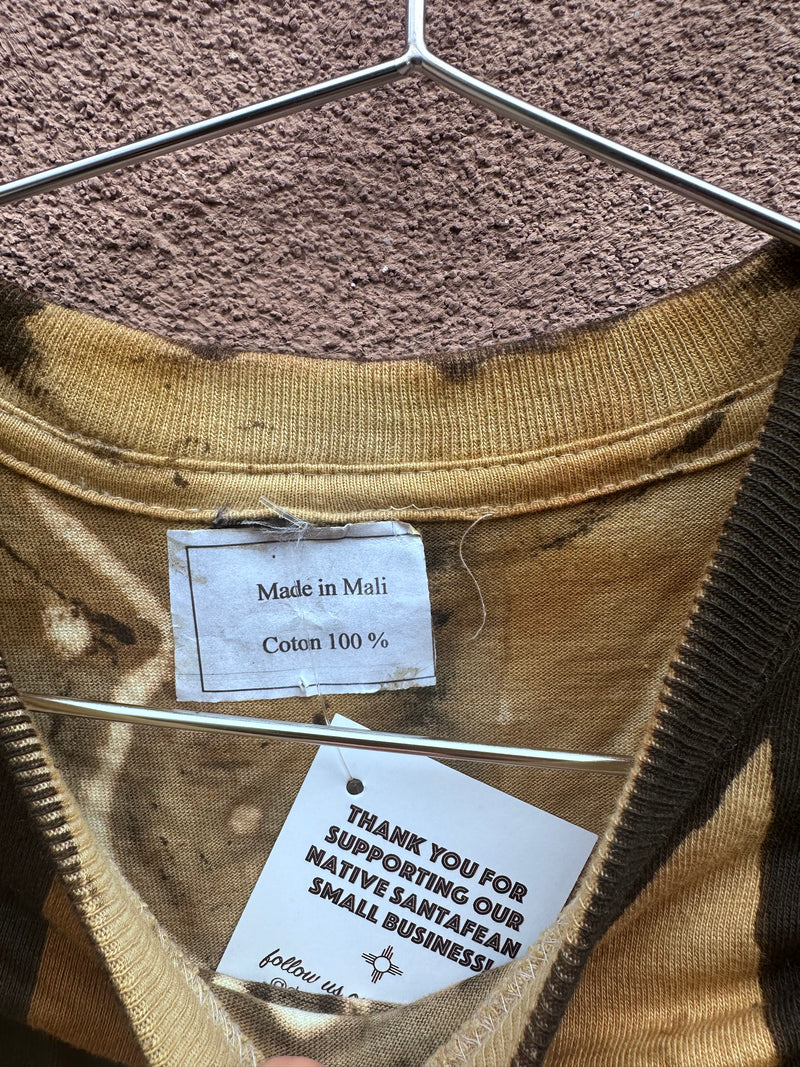 Made in Mali
Coton 100 %
THANK YOU FOR
SUPPORTING OUR
NATIVE SANTAFEAN
SMALL BUSINESS!
follow us